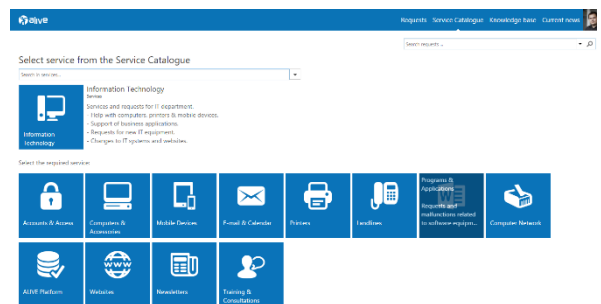 alive
Requests Service Catalogue Knowledge base Current news
Search requests ...
Select service from the Service Catalogue
Search in services...
Information Technology
Service
Services and requests for IT department.
- Help with computers, printers & mobile devices.
- Support of business applications.
- Requests for new IT equipment.
- Changes to IT systems and websites.
Information Technology
Select the required service:
Accounts & Access
Computers & Accessories
Mobile Devices
E-mail & Calendar
Printers
Landlines
Programs & Applications
Requests and malfunctions related to software equipm...
Computer Network
ALIVE Platform
Websites
Newsletters
Training & Consultations